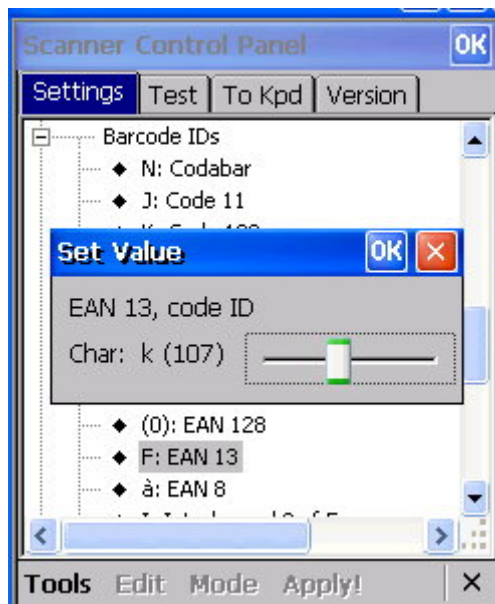 Scanner Control Panel OK
Settings Test To Kpd Version
Barcode IDs
N: Codabar
J: Code 11
Set Value OK
EAN 13, code ID
Char: k (107)
(0): EAN 128
F: EAN 13
à: EAN 8
Tools Edit Mode Apply!